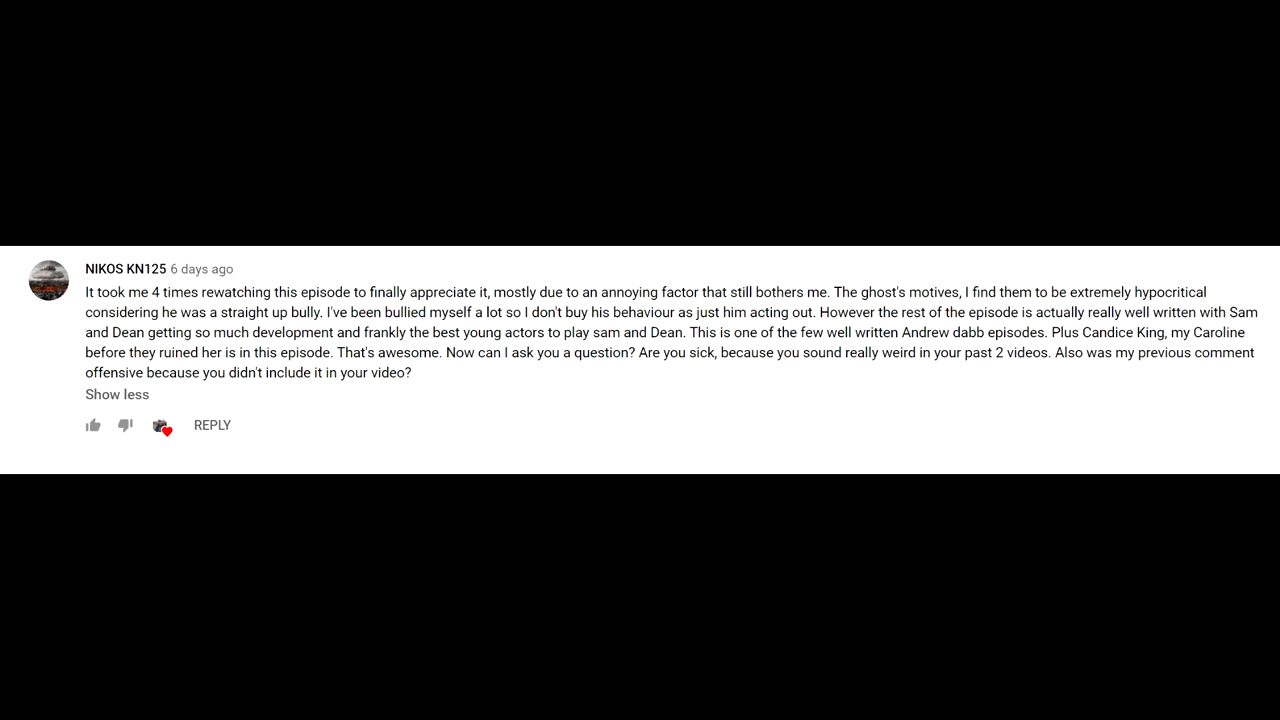 NIKOS KN125 6 days ago
It took me 4 times rewatching this episode to finally appreciate it, mostly due to an annoying factor that still bothers me. The ghost's motives, I find them to be extremely hypocritical
considering he was a straight up bully. I've been bullied myself a lot so I don't buy his behaviour as just him acting out. However the rest of the episode is actually really well written with Sam
and Dean getting so much development and frankly the best young actors to play sam and Dean. This is one of the few well written Andrew dabb episodes. Plus Candice King, my Caroline
before they ruined her is in this episode. That's awesome. Now can I ask you a question? Are you sick, because you sound really weird in your past 2 videos. Also was my previous comment
offensive because you didn't include it in your video?
Show less
REPLY